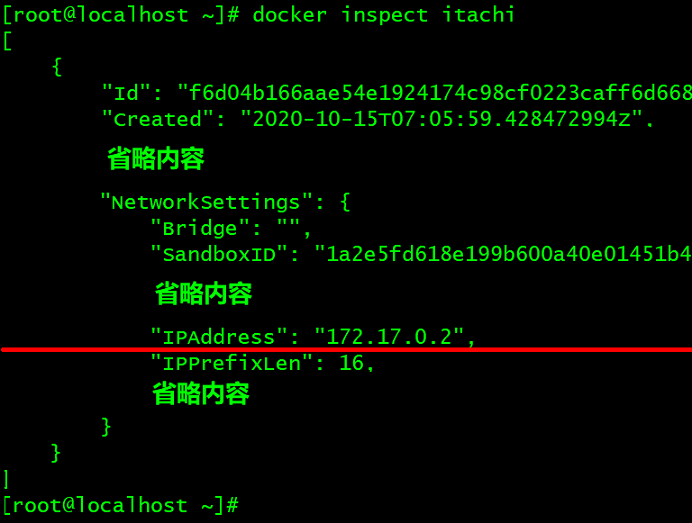 [root@localhost ~]# docker inspect itachi
[
{
"Id": "f6d04b166aae54e1924174c98cf0223caff6d668
"Created": "2020-10-15T07:05:59.428472994Z",
省略内容
"NetworkSettings": {
"Bridge": "",
"SandboxID": "1a2e5fd618e199b600a40e01451b4
省略内容
"IPAddress": "172.17.0.2",
"IPPrefixLen": 16,
省略内容
}
}
]
[root@localhost ~]#